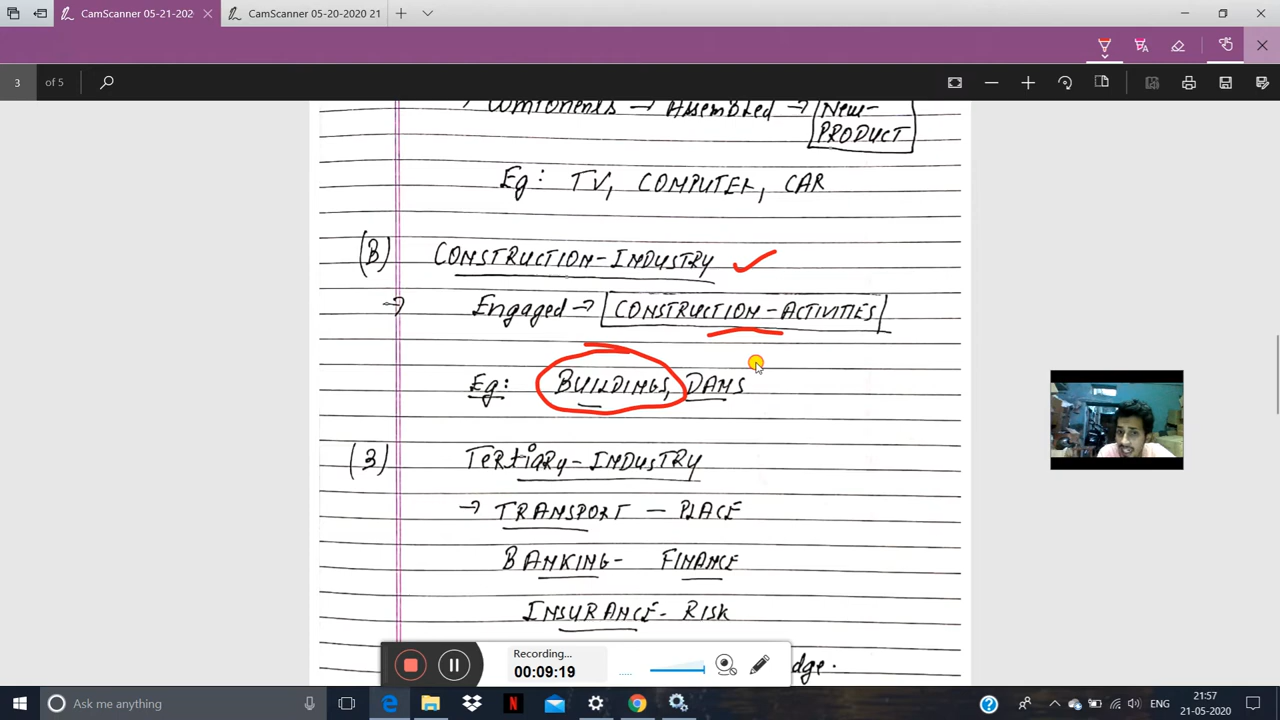 CamScanner 05-21-2020
CamScanner 05-20-2020 21
3 of 5
Components → Assembled → New-
PRODUCT
Eg: TV, COMPUTER, CAR
(B) CONSTRUCTION-INDUSTRY
→ Engaged → CONSTRUCTION-ACTIVITIES
Eg: BUILDINGS, DAMS
(3) TERTIARY-INDUSTRY
→ TRANSPORT - PLACE
BANKING- FINANCE
INSURANCE- RISK
dge.
Recording...
00:09:19
Ask me anything
21:57
21-05-2020